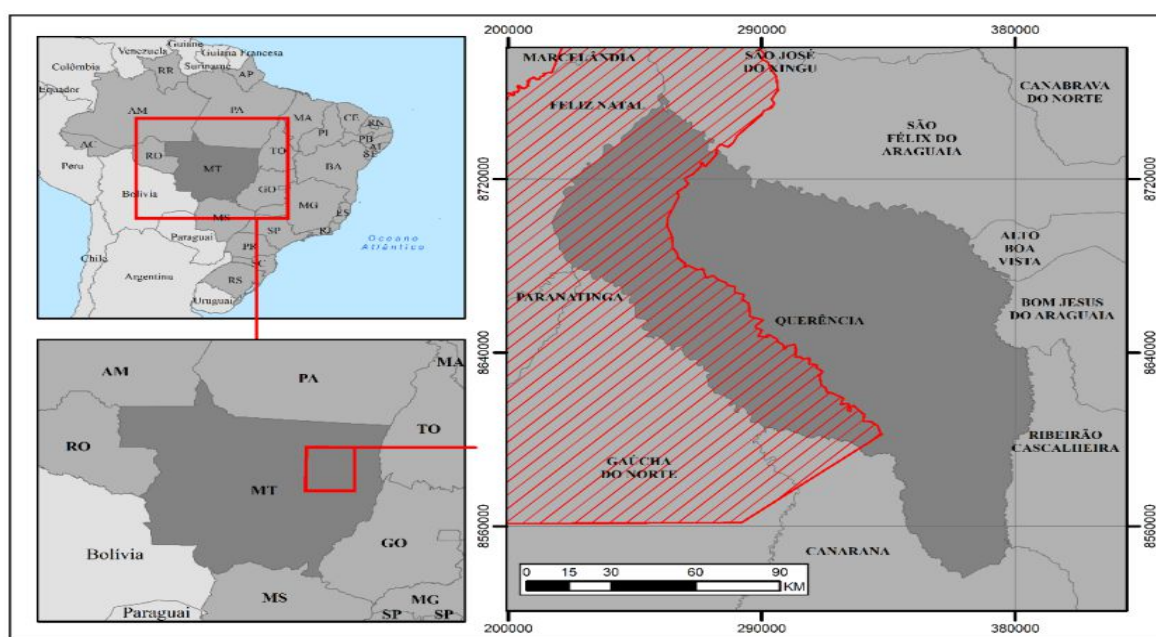 Venezuela
Guiana
Guiana Francesa
Suriname
Colômbia
RR
AP
Equador
AM
PA
MA
CE
RN
PI
PB
AL
SE
AC
RO
TO
BA
Peru
MT
Bolívia
GO
MG
ES
MS
SP
RJ
Paraguai
PR
SC
Oceano
Atlântico
Chile
Argentina
RS
Uruguai
AM
PA
MA
RO
TO
MT
Bolívia
GO
MS
MG
SP
SP
Paraguai
200000
290000
380000
MARCELÂNDIA
SÃO JOSÉ
DO XINGU
CANABRAVA
DO NORTE
FELIZ NATAL
SÃO
FÉLIX DO
ARAGUAIA
8720000
8720000
ALTO
BOA
VISTA
PARANATINGA
BOM JESUS
DO ARAGUAIA
QUERÊNCIA
8640000
8640000
RIBEIRÃO
CASCALHEIRA
GAÚCHA
DO NORTE
8560000
8560000
CANARANA
0 15 30 60 90
KM
200000
290000
380000